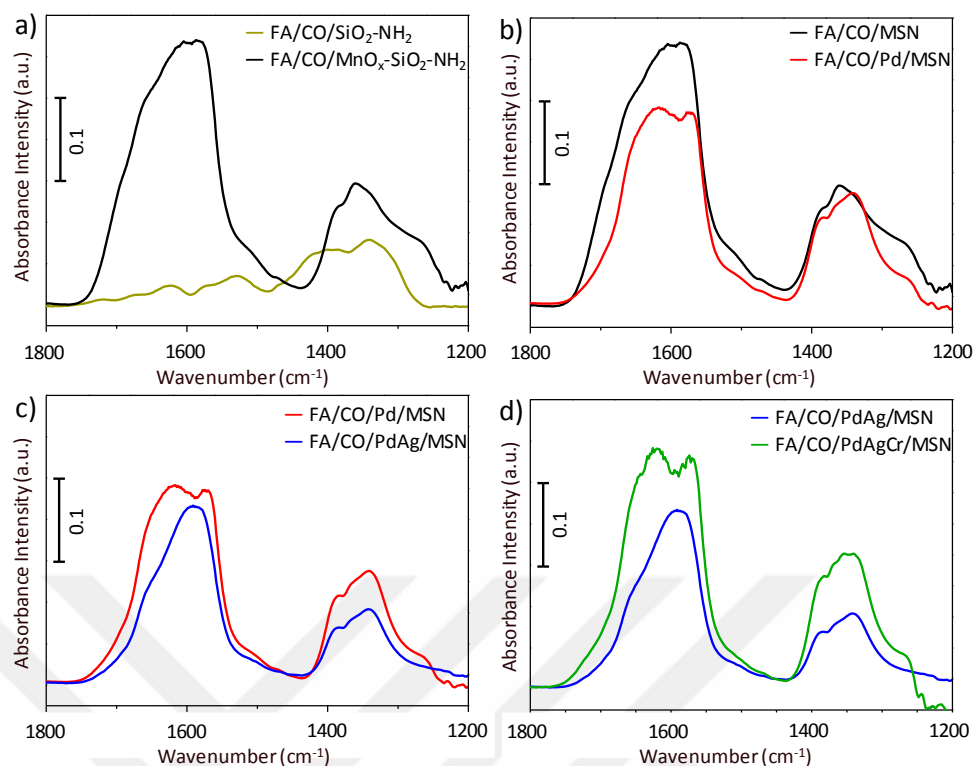 a)
FA/CO/SiO₂-NH₂
FA/CO/MnOₓ-SiO₂-NH₂
Absorbance Intensity (a.u.)
0.1
1800 1600 1400 1200
Wavenumber (cm⁻¹)
b)
FA/CO/MSN
FA/CO/Pd/MSN
Absorbance Intensity (a.u.)
0.1
1800 1600 1400 1200
Wavenumber (cm⁻¹)
c)
FA/CO/Pd/MSN
FA/CO/PdAg/MSN
Absorbance Intensity (a.u.)
0.1
1800 1600 1400 1200
Wavenumber (cm⁻¹)
d)
FA/CO/PdAg/MSN
FA/CO/PdAgCr/MSN
Absorbance Intensity (a.u.)
0.1
1800 1600 1400 1200
Wavenumber (cm⁻¹)